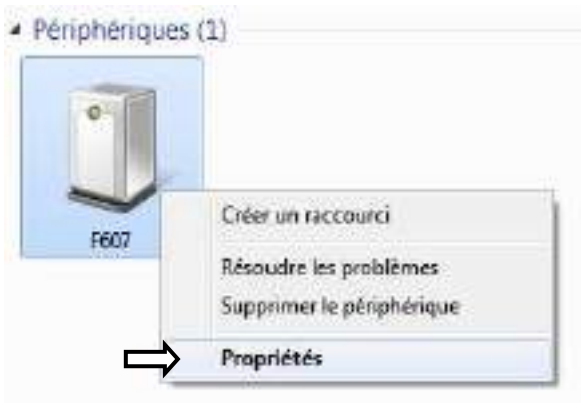 Périphériques (1)
F607
Créer un raccourci
Résoudre les problèmes
Supprimer le périphérique
Propriétés